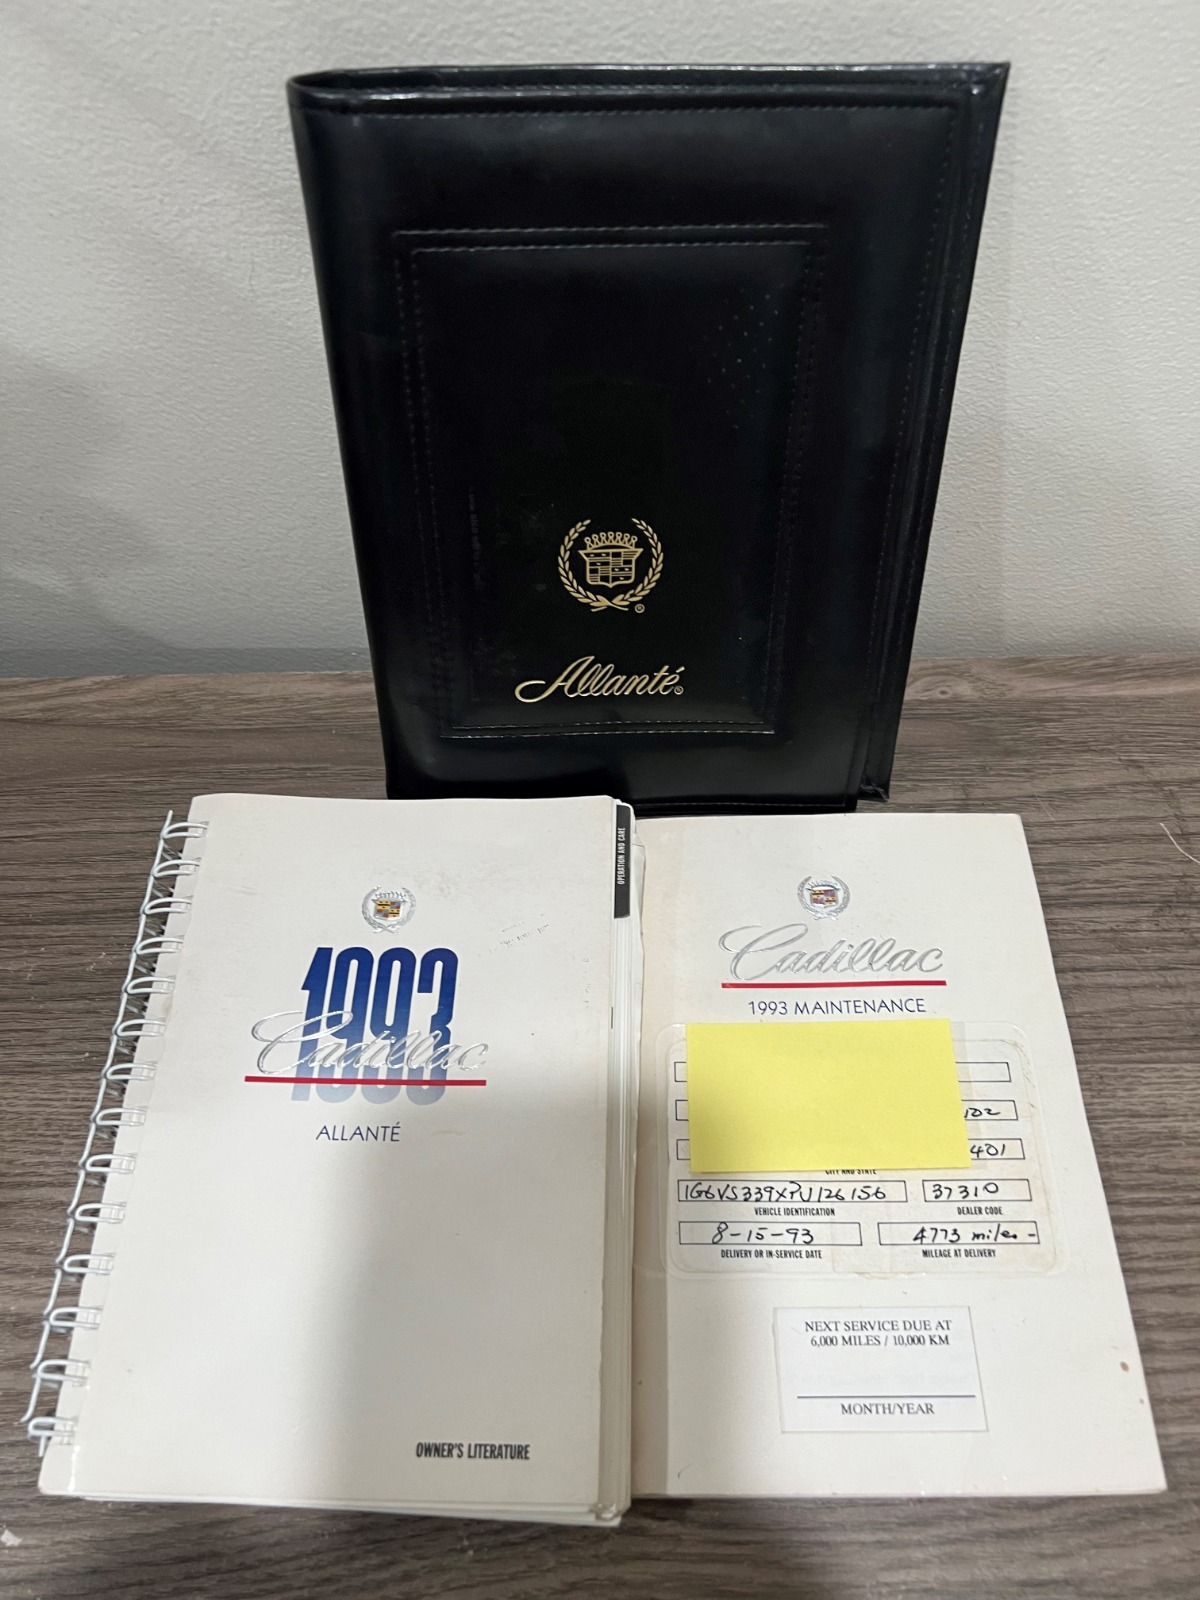 Allanté®
OPERATION AND CARE
1993
Cadillac
ALLANTÉ
OWNER'S LITERATURE
Cadillac
1993 MAINTENANCE
102
401
CITY AND STATE
1G6VS339XPU126156 37310
VEHICLE IDENTIFICATION DEALER CODE
8-15-93 4773 miles -
DELIVERY OR IN-SERVICE DATE MILEAGE AT DELIVERY
NEXT SERVICE DUE AT
6,000 MILES / 10,000 KM
MONTH/YEAR